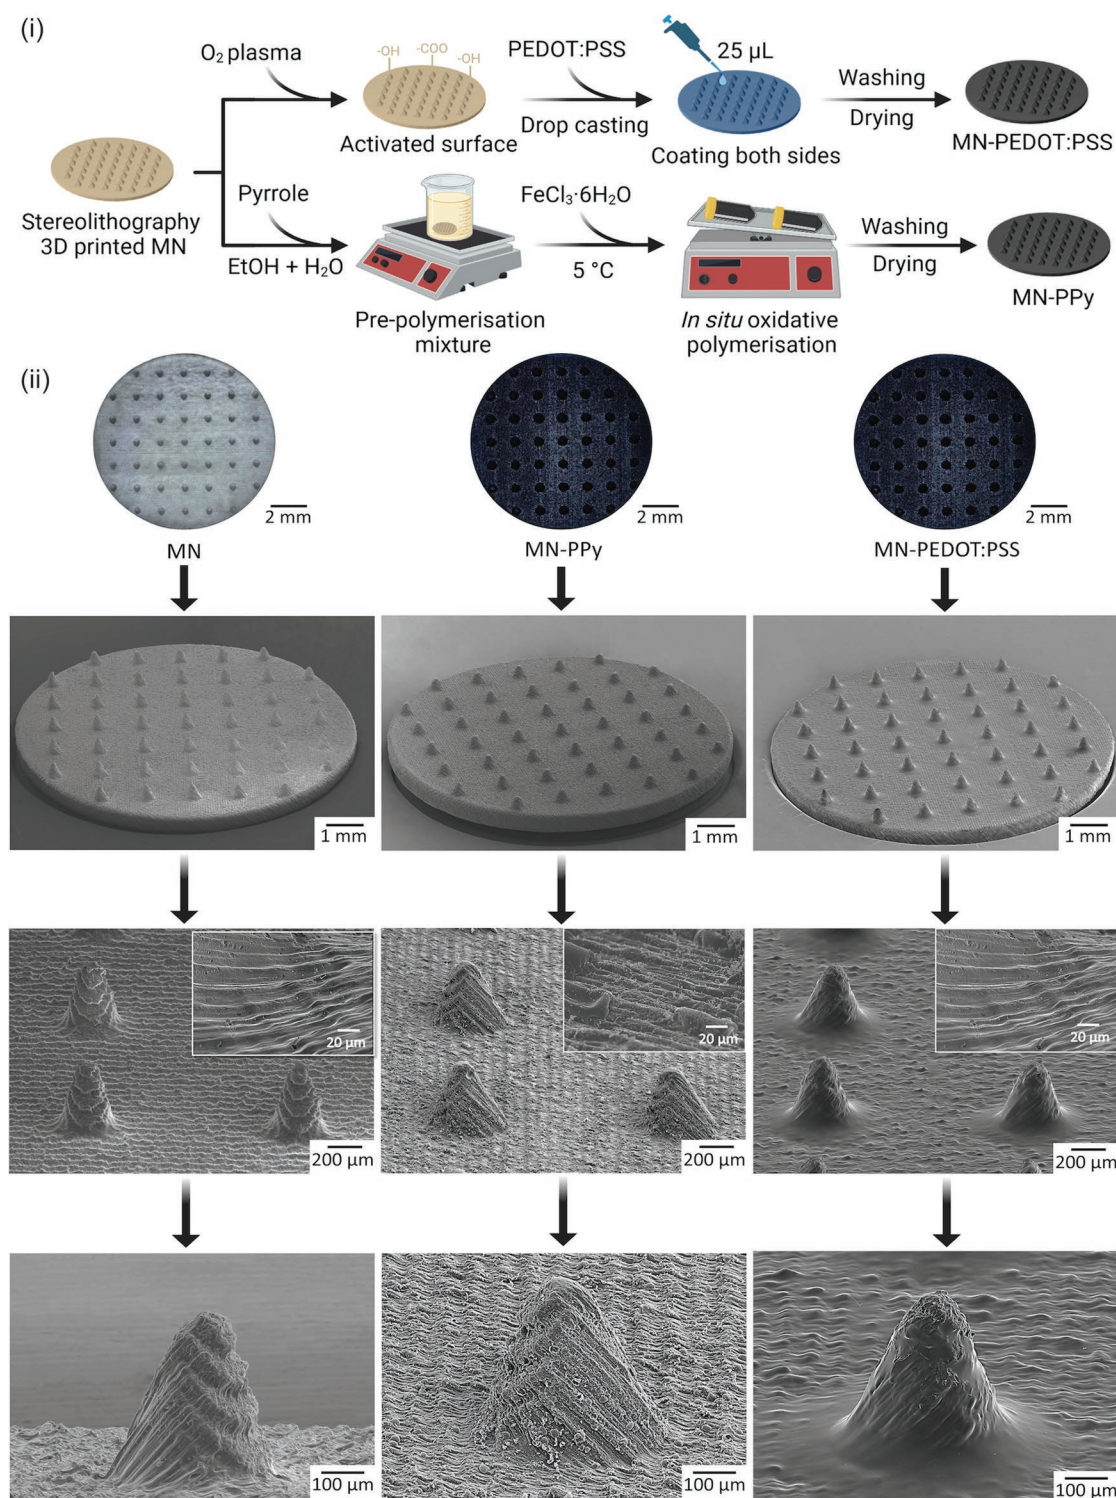 (i)
O₂ plasma
-OH
-COO
-OH
PEDOT:PSS
25 µL
Washing
Activated surface
Drop casting
Coating both sides
Drying
MN-PEDOT:PSS
Stereolithography
3D printed MN
Pyrrole
EtOH + H₂O
FeCl₃·6H₂O
5 °C
Washing
Drying
MN-PPy
Pre-polymerisation
mixture
In situ oxidative
polymerisation
(ii)
2 mm
2 mm
2 mm
MN
MN-PPy
MN-PEDOT:PSS
1 mm
1 mm
1 mm
20 µm
20 µm
20 µm
200 µm
200 µm
200 µm
100 µm
100 µm
100 µm